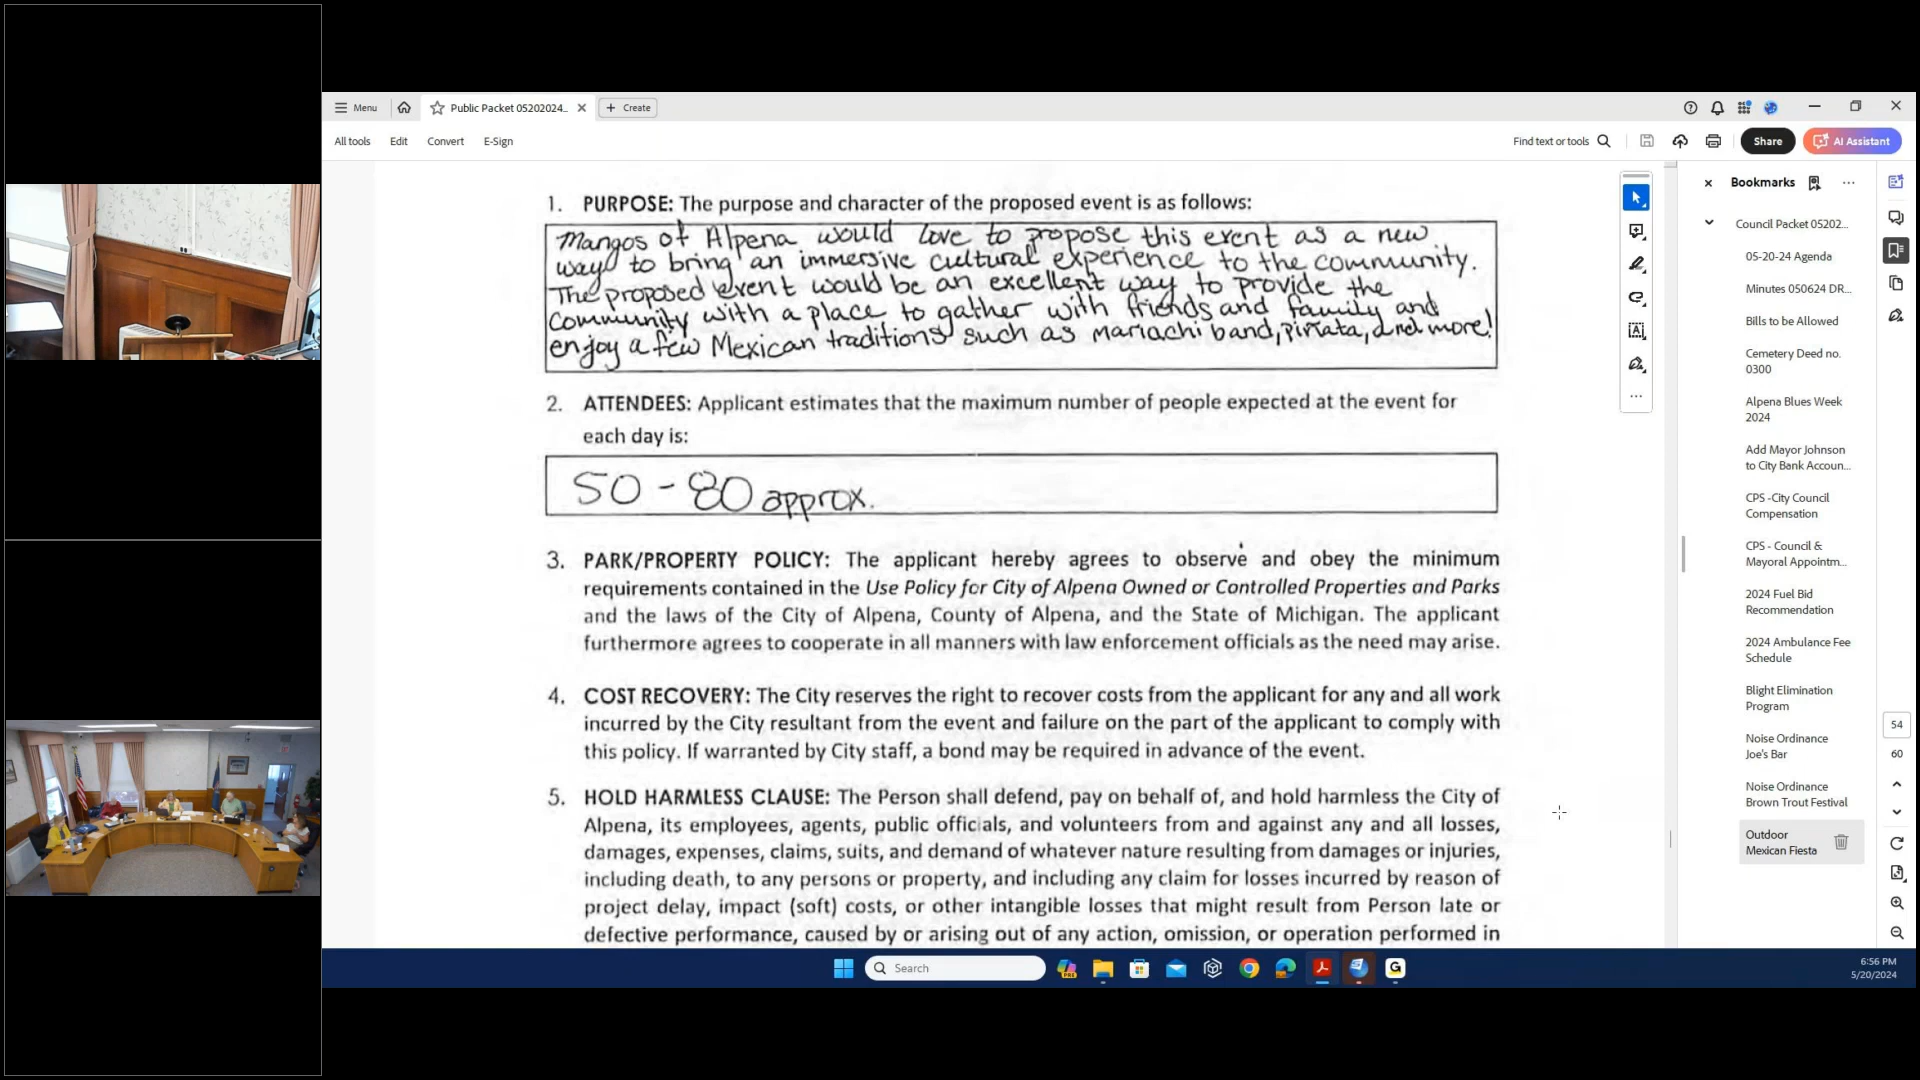 Menu
Public Packet 05202024...
Create
All tools
Edit
Convert
E-Sign
Find text or tools
Share
AI Assistant
1. PURPOSE: The purpose and character of the proposed event is as follows:
Mangos of Alpena would love to propose this event as a new
way to bring an immersive cultural experience to the community.
The proposed event would be an excellent way to provide the
community with a place to gather with friends and family and
enjoy a few Mexican traditions such as mariachi band, piñata, and more!
2. ATTENDEES: Applicant estimates that the maximum number of people expected at the event for
each day is:
50 - 80 approx.
3. PARK/PROPERTY POLICY: The applicant hereby agrees to observe and obey the minimum
requirements contained in the Use Policy for City of Alpena Owned or Controlled Properties and Parks
and the laws of the City of Alpena, County of Alpena, and the State of Michigan. The applicant
furthermore agrees to cooperate in all manners with law enforcement officials as the need may arise.
4. COST RECOVERY: The City reserves the right to recover costs from the applicant for any and all work
incurred by the City resultant from the event and failure on the part of the applicant to comply with
this policy. If warranted by City staff, a bond may be required in advance of the event.
5. HOLD HARMLESS CLAUSE: The Person shall defend, pay on behalf of, and hold harmless the City of
Alpena, its employees, agents, public officials, and volunteers from and against any and all losses,
damages, expenses, claims, suits, and demand of whatever nature resulting from damages or injuries,
including death, to any persons or property, and including any claim for losses incurred by reason of
project delay, impact (soft) costs, or other intangible losses that might result from Person late or
defective performance, caused by or arising out of any action, omission, or operation performed in
Bookmarks
Council Packet 05202...
05-20-24 Agenda
Minutes 050624 DR...
Bills to be Allowed
Cemetery Deed no.
0300
Alpena Blues Week
2024
Add Mayor Johnson
to City Bank Accoun...
CPS -City Council
Compensation
CPS - Council &
Mayoral Appointm...
2024 Fuel Bid
Recommendation
2024 Ambulance Fee
Schedule
Blight Elimination
Program
Noise Ordinance
Joe's Bar
Noise Ordinance
Brown Trout Festival
Outdoor
Mexican Fiesta
54
60
Search
6:56 PM
5/20/2024